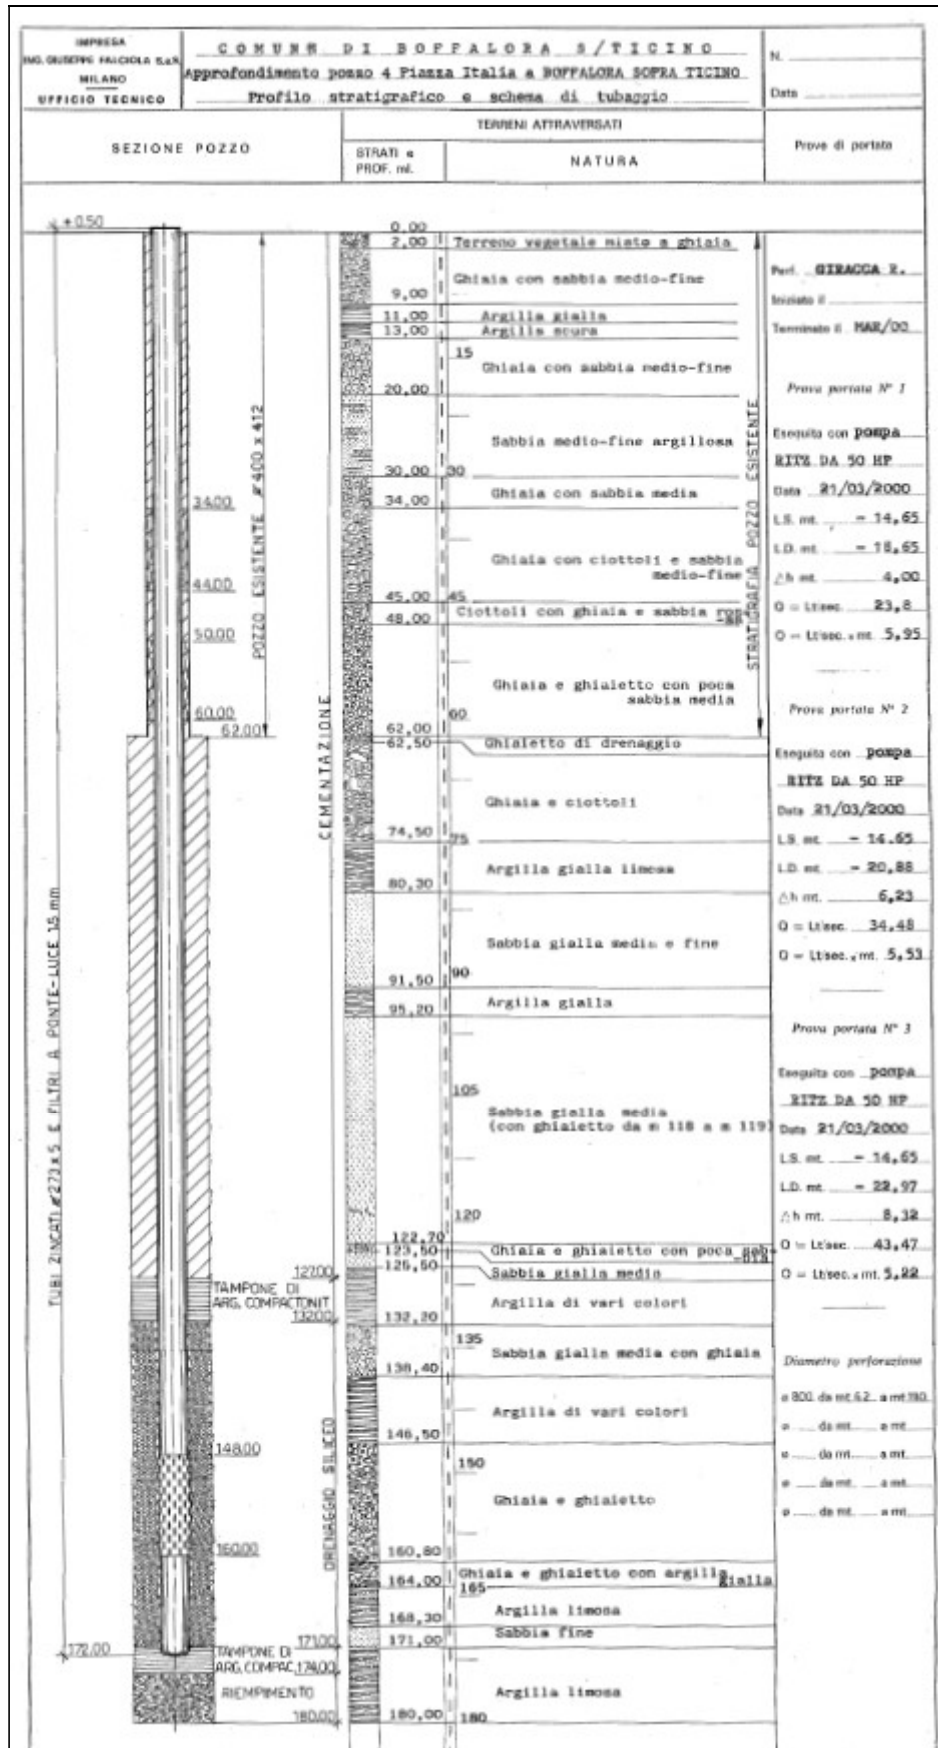 IMPRESA
ING. GIUSEPPE FALCIOLA S.a.S.
MILANO
UFFICIO TECNICO
COMUNE DI BOFFALORA S/TICINO
Approfondimento pozzo 4 Piazza Italia a BOFFALORA SOPRA TICINO
Profilo stratigrafico e schema di tubaggio
N.
Data
SEZIONE POZZO
TERRENI ATTRAVERSATI
STRATI e
PROF. ml.
NATURA
Prove di portata
+0.50
34.00
44.00
50.00
60.00
62.00
POZZO ESISTENTE ø 400 x 412
CEMENTAZIONE
TUBI ZINCATI ø 273 x 5 E FILTRI A PONTE-LUCE 1,5 mm
127.00
TAMPONE DI
ARG. COMPACTONIT
132.00
148.00
160.00
DRENAGGIO SILICEO
171.00
172.00
TAMPONE DI
ARG. COMPAC.
174.00
RIEMPIMENTO
180.00
0,00
2,00 Terreno vegetale misto a ghiaia
Ghiaia con sabbia medio-fine
9,00
11,00 Argilla gialla
13,00 Argilla scura
15
Ghiaia con sabbia medio-fine
20,00
Sabbia medio-fine argillosa
30,00 30
Ghiaia con sabbia media
34,00
Ghiaia con ciottoli e sabbia
medio-fine
45,00 45
Ciottoli con ghiaia e sabbia
48,00
Ghiaia e ghiaietto con poca
sabbia media
60
62,00
62,50 Ghiaietto di drenaggio
Ghiaia e ciottoli
74,50 75
Argilla gialla limosa
80,30
Sabbia gialla media e fine
90
91,50
Argilla gialla
95,20
105
Sabbia gialla media
(con ghiaietto da m 118 a m 119)
120
122,70
123,50 Ghiaia e ghiaietto con poca sab-
-bia
125,50 Sabbia gialla media
Argilla di vari colori
132,20
135
Sabbia gialla media con ghiaia
138,40
Argilla di vari colori
146,50
150
Ghiaia e ghiaietto
160,80
Ghiaia e ghiaietto con argilla
gialla
164,00
165
Argilla limosa
168,30
Sabbia fine
171,00
Argilla limosa
180,00 180
STRATIGRAFIA POZZO ESISTENTE
Perf. GIRACCA R.
Iniziato il
Terminato il MAR/00
Prova portata N° 1
Eseguita con pompa
RITZ DA 50 HP
Data 21/03/2000
L.S. mt. - 14,65
L.D. mt. - 18,65
△h mt. 4,00
Q = Lt/sec. 23,8
Q = Lt/sec. x mt. 5,95
Prova portata N° 2
Eseguita con pompa
RITZ DA 50 HP
Data 21/03/2000
L.S. mt. - 14.65
L.D. mt. - 20,88
△h mt. 6,23
Q = Lt/sec. 34,48
Q = Lt/sec. x mt. 5,53
Prova portata N° 3
Eseguita con pompa
RITZ DA 50 HP
Data 21/03/2000
L.S. mt. - 14,65
L.D. mt. - 22,97
△h mt. 8,32
Q = Lt/sec. 43,47
Q = Lt/sec. x mt. 5,22
Diametro perforazione
ø 800 da mt. 62 a mt. 180
ø da mt. a mt.
ø da mt. a mt.
ø da mt. a mt.
ø da mt. a mt.